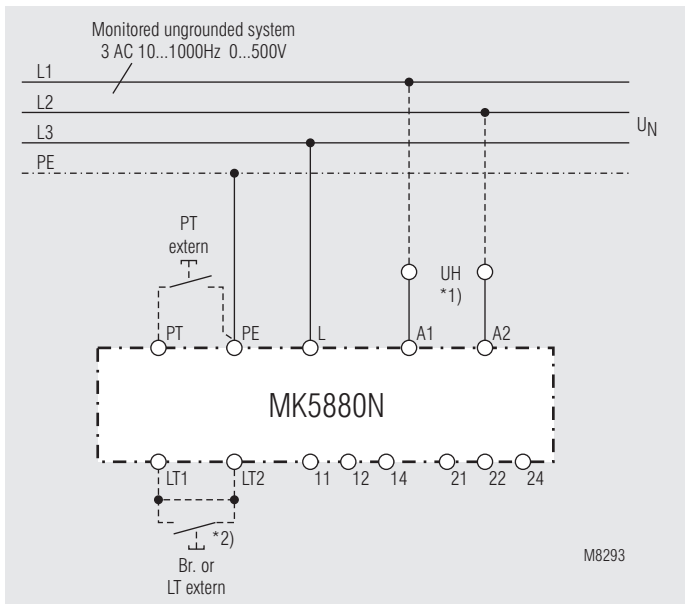 Monitored ungrounded system
3 AC 10...1000Hz 0...500V
L1
L2
L3
PE
UN
PT
extern
UH
*1)
PT PE L A1 A2
MK5880N
LT1 LT2 11 12 14 21 22 24
*2)
Br. or
LT extern
M8293